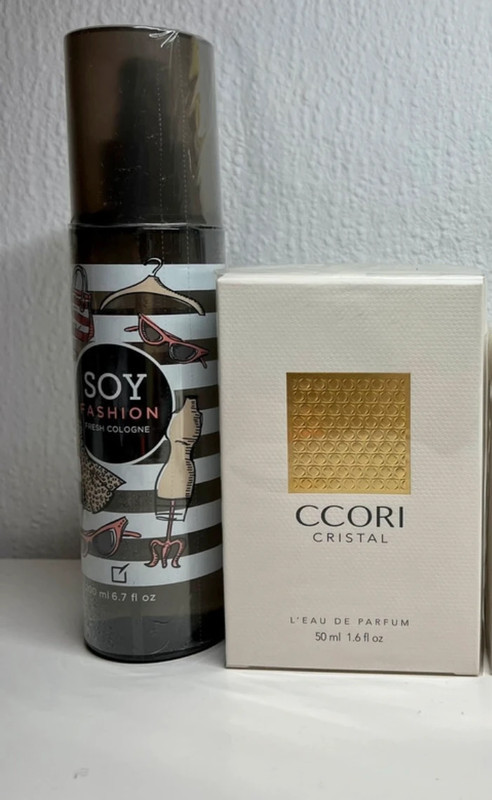 SOY
FASHION
FRESH COLOGNE
ml 6.7 fl oz
CCORI
CRISTAL
L'EAU DE PARFUM
50 ml 1.6 fl oz